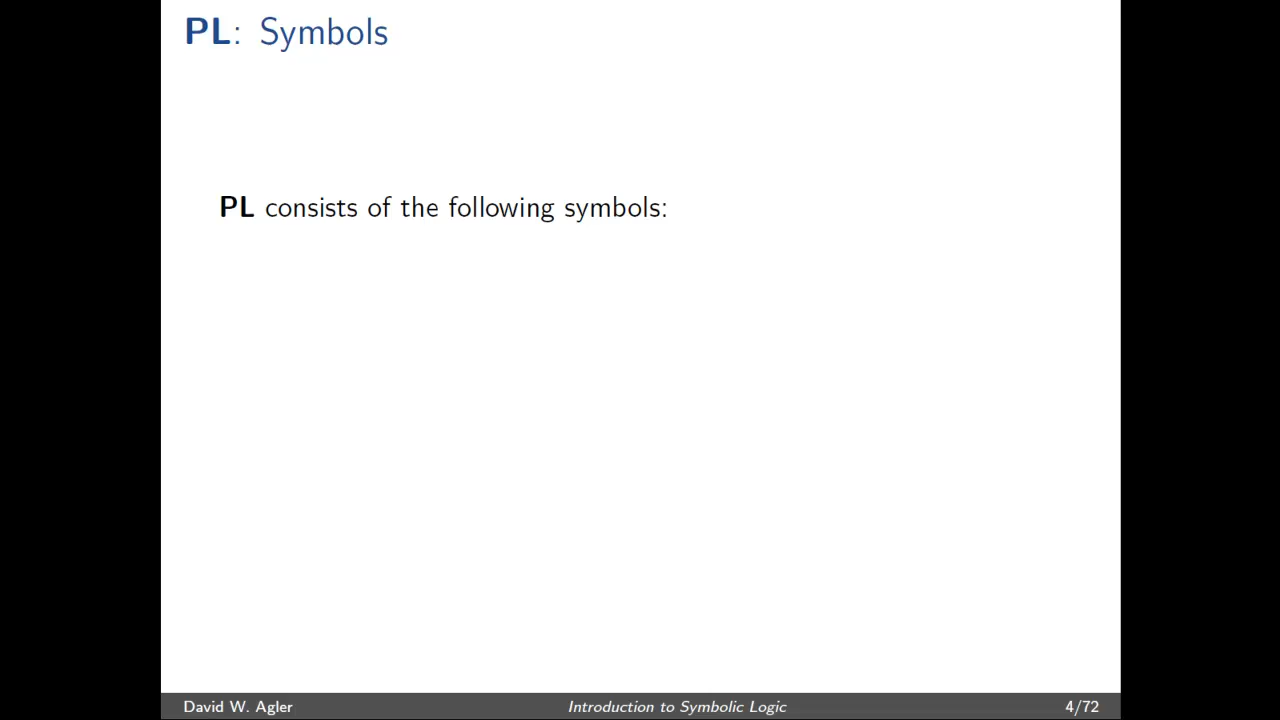 PL: Symbols
PL consists of the following symbols:
David W. Agler Introduction to Symbolic Logic 4/72